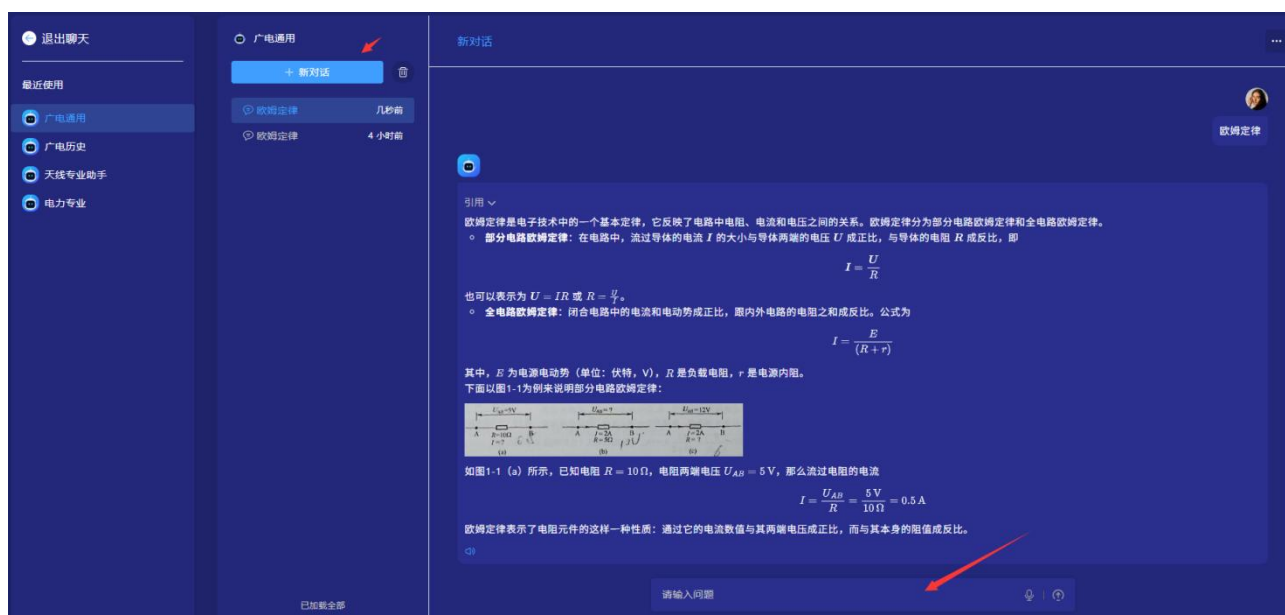 退出聊天
最近使用
广电通用
广电历史
天线专业助手
电力专业
广电通用
+ 新对话
欧姆定律 几秒前
欧姆定律 4 小时前
已加载全部
新对话
欧姆定律
引用
欧姆定律是电子技术中的一个基本定律，它反映了电路中电阻、电流和电压之间的关系。欧姆定律分为部分电路欧姆定律和全电路欧姆定律。
部分电路欧姆定律：在电路中，流过导体的电流 I 的大小与导体两端的电压 U 成正比，与导体的电阻 R 成反比，即
I = U/R
也可以表示为 U = IR 或 R = U/I。
全电路欧姆定律：闭合电路中的电流和电动势成正比，跟内外电路的电阻之和成反比。公式为
I = E/(R + r)
其中，E 为电源电动势（单位：伏特，V），R 是负载电阻，r 是电源内阻。
下面以图1-1为例来说明部分电路欧姆定律：
U_AB=5V U_AB=? U_AB=12V
A R=10Ω B A I=2A B A I=2A B
I=? R=? 
(a) (b) (c)
如图1-1（a）所示，已知电阻 R = 10 Ω，电阻两端电压 U_AB = 5 V，那么流过电阻的电流
I = U_AB/R = 5 V/10 Ω = 0.5 A
欧姆定律表示了电阻元件的这样一种性质：通过它的电流数值与其两端电压成正比，而与其本身的阻值成反比。
请输入问题